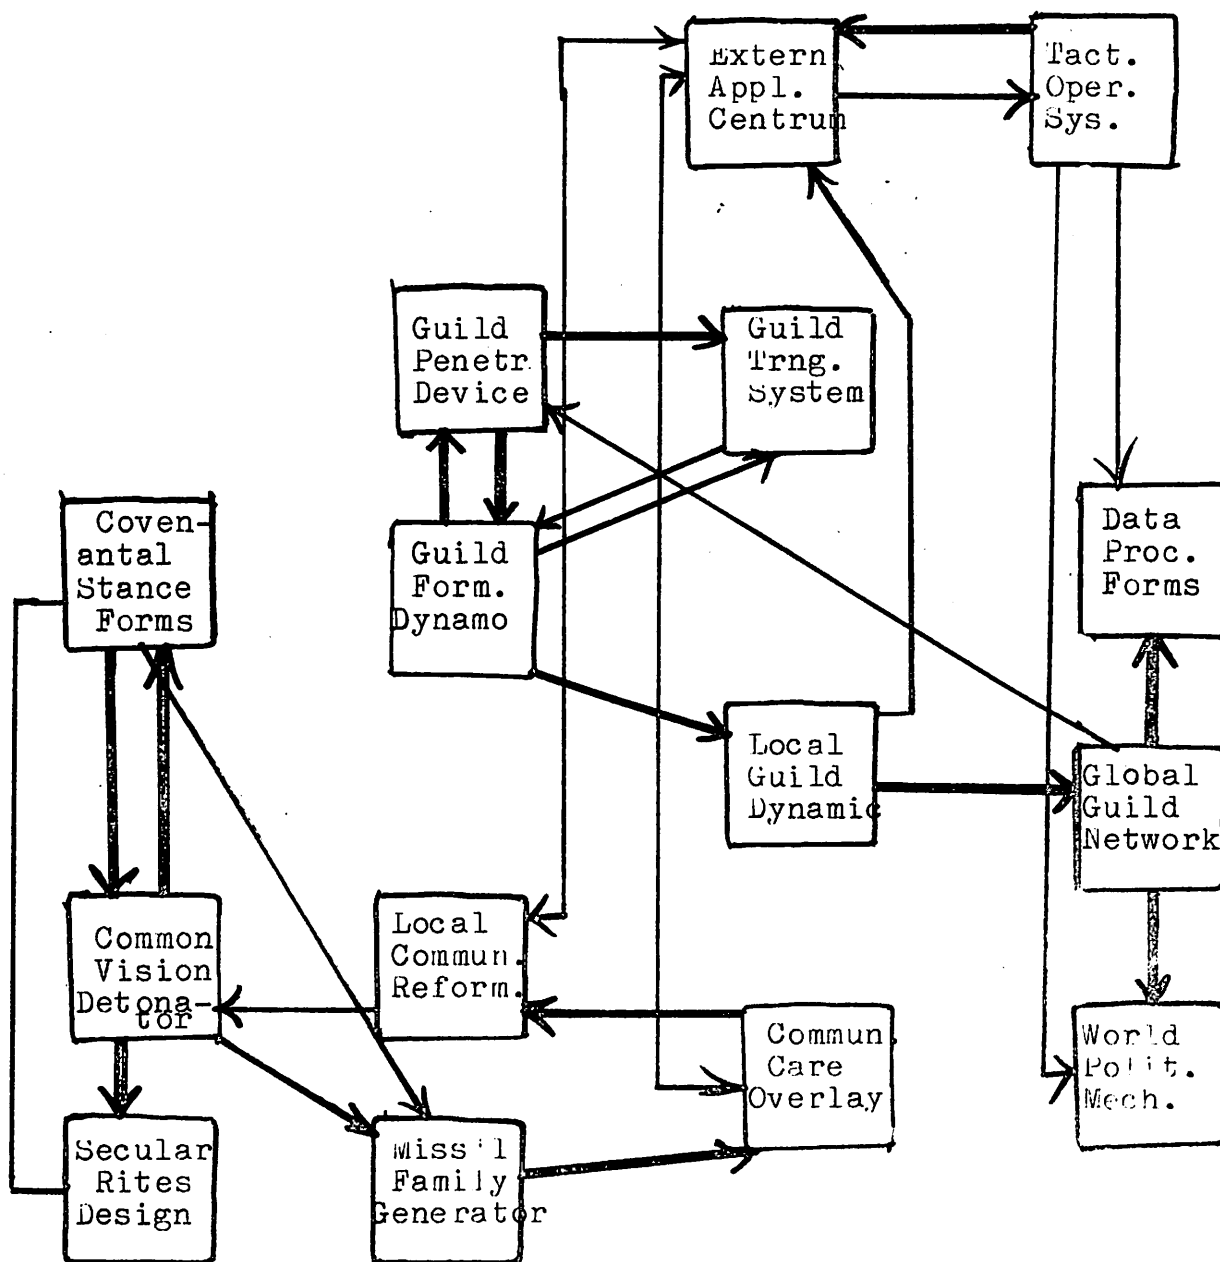 Extern
Appl.
Centrum
Tact.
Oper.
Sys.
Guild
Penetr.
Device
Guild
Trng.
System
Coven-
antal
Stance
Forms
Guild
Form.
Dynamo
Data
Proc.
Forms
Local
Guild
Dynamic
Global
Guild
Network
Common
Vision
Detona-
tor
Local
Commun.
Reform.
Commun.
Care
Overlay
World
Polit.
Mech.
Secular
Rites
Design
Miss'l
Family
Generator